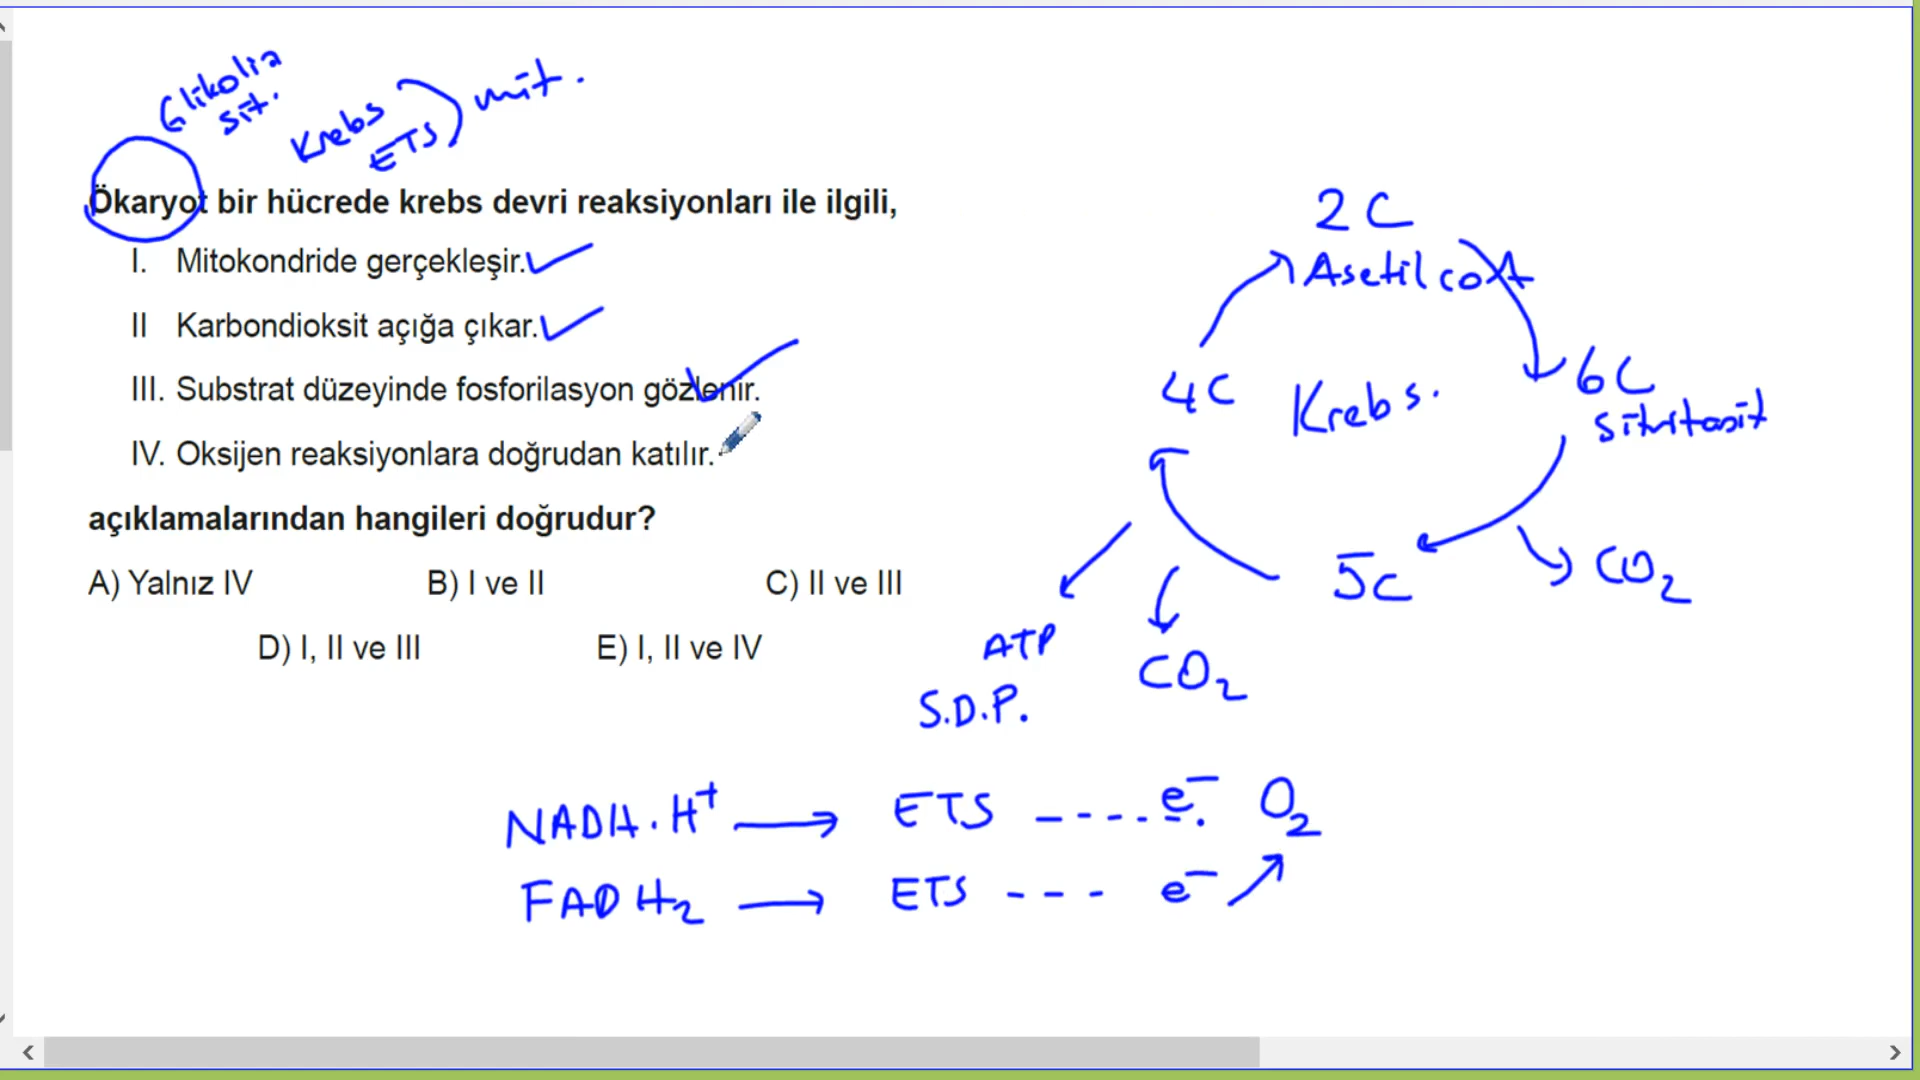 Glikoliz
sit.
Krebs
ETS
mit.
Ökaryot bir hücrede krebs devri reaksiyonları ile ilgili,
I. Mitokondride gerçekleşir.
II Karbondioksit açığa çıkar.
III. Substrat düzeyinde fosforilasyon gözlenir.
IV. Oksijen reaksiyonlara doğrudan katılır.
açıklamalarından hangileri doğrudur?
A) Yalnız IV B) I ve II C) II ve III
D) I, II ve III E) I, II ve IV
2C
Asetil coA
4C Krebs. 6C
sitrtasit
5C CO2
ATP CO2
S.D.P.
NADH.H+ ETS e- O2
FADH2 ETS e-